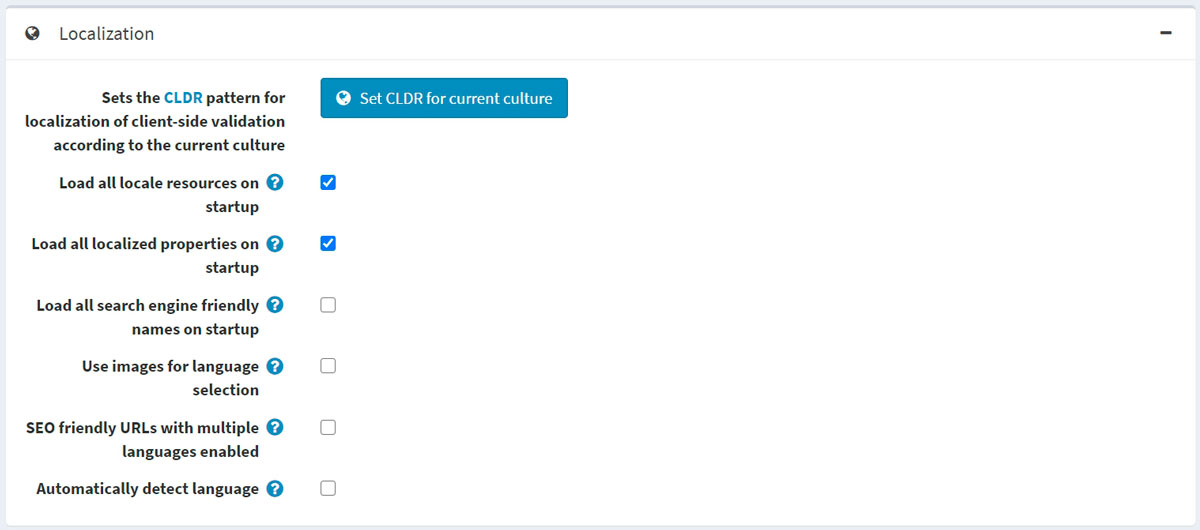 Localization
Sets the CLDR pattern for
localization of client-side validation
according to the current culture
Set CLDR for current culture
Load all locale resources on
startup
Load all localized properties on
startup
Load all search engine friendly
names on startup
Use images for language
selection
SEO friendly URLs with multiple
languages enabled
Automatically detect language